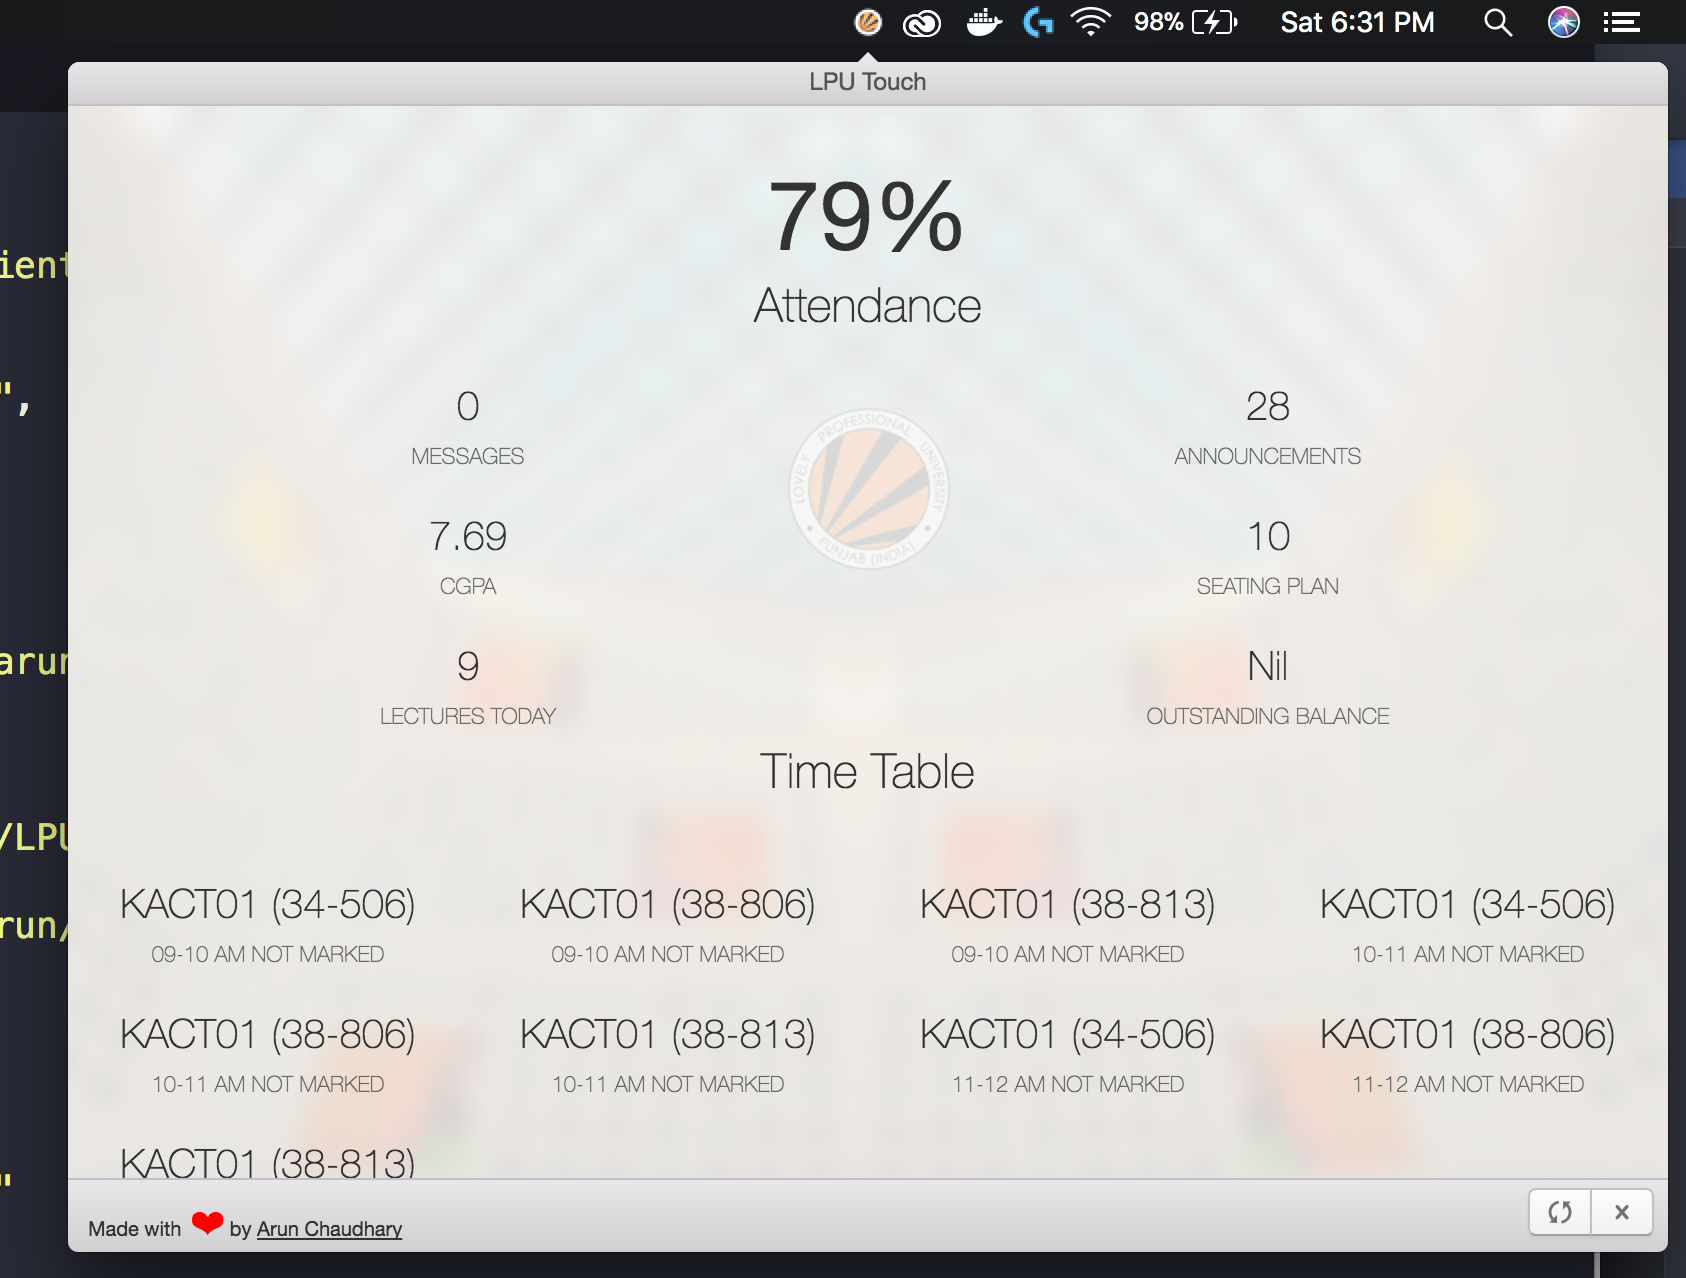 98% Sat 6:31 PM
LPU Touch
79%
Attendance
0
MESSAGES
28
ANNOUNCEMENTS
LOVELY PROFESSIONAL UNIVERSITY
PUNJAB (INDIA)
7.69
CGPA
10
SEATING PLAN
9
LECTURES TODAY
Nil
OUTSTANDING BALANCE
Time Table
KACT01 (34-506)
09-10 AM NOT MARKED
KACT01 (38-806)
09-10 AM NOT MARKED
KACT01 (38-813)
09-10 AM NOT MARKED
KACT01 (34-506)
10-11 AM NOT MARKED
KACT01 (38-806)
10-11 AM NOT MARKED
KACT01 (38-813)
10-11 AM NOT MARKED
KACT01 (34-506)
11-12 AM NOT MARKED
KACT01 (38-806)
11-12 AM NOT MARKED
KACT01 (38-813)
Made with ❤ by Arun Chaudhary
ient
",
arun
/LPU
run/
"